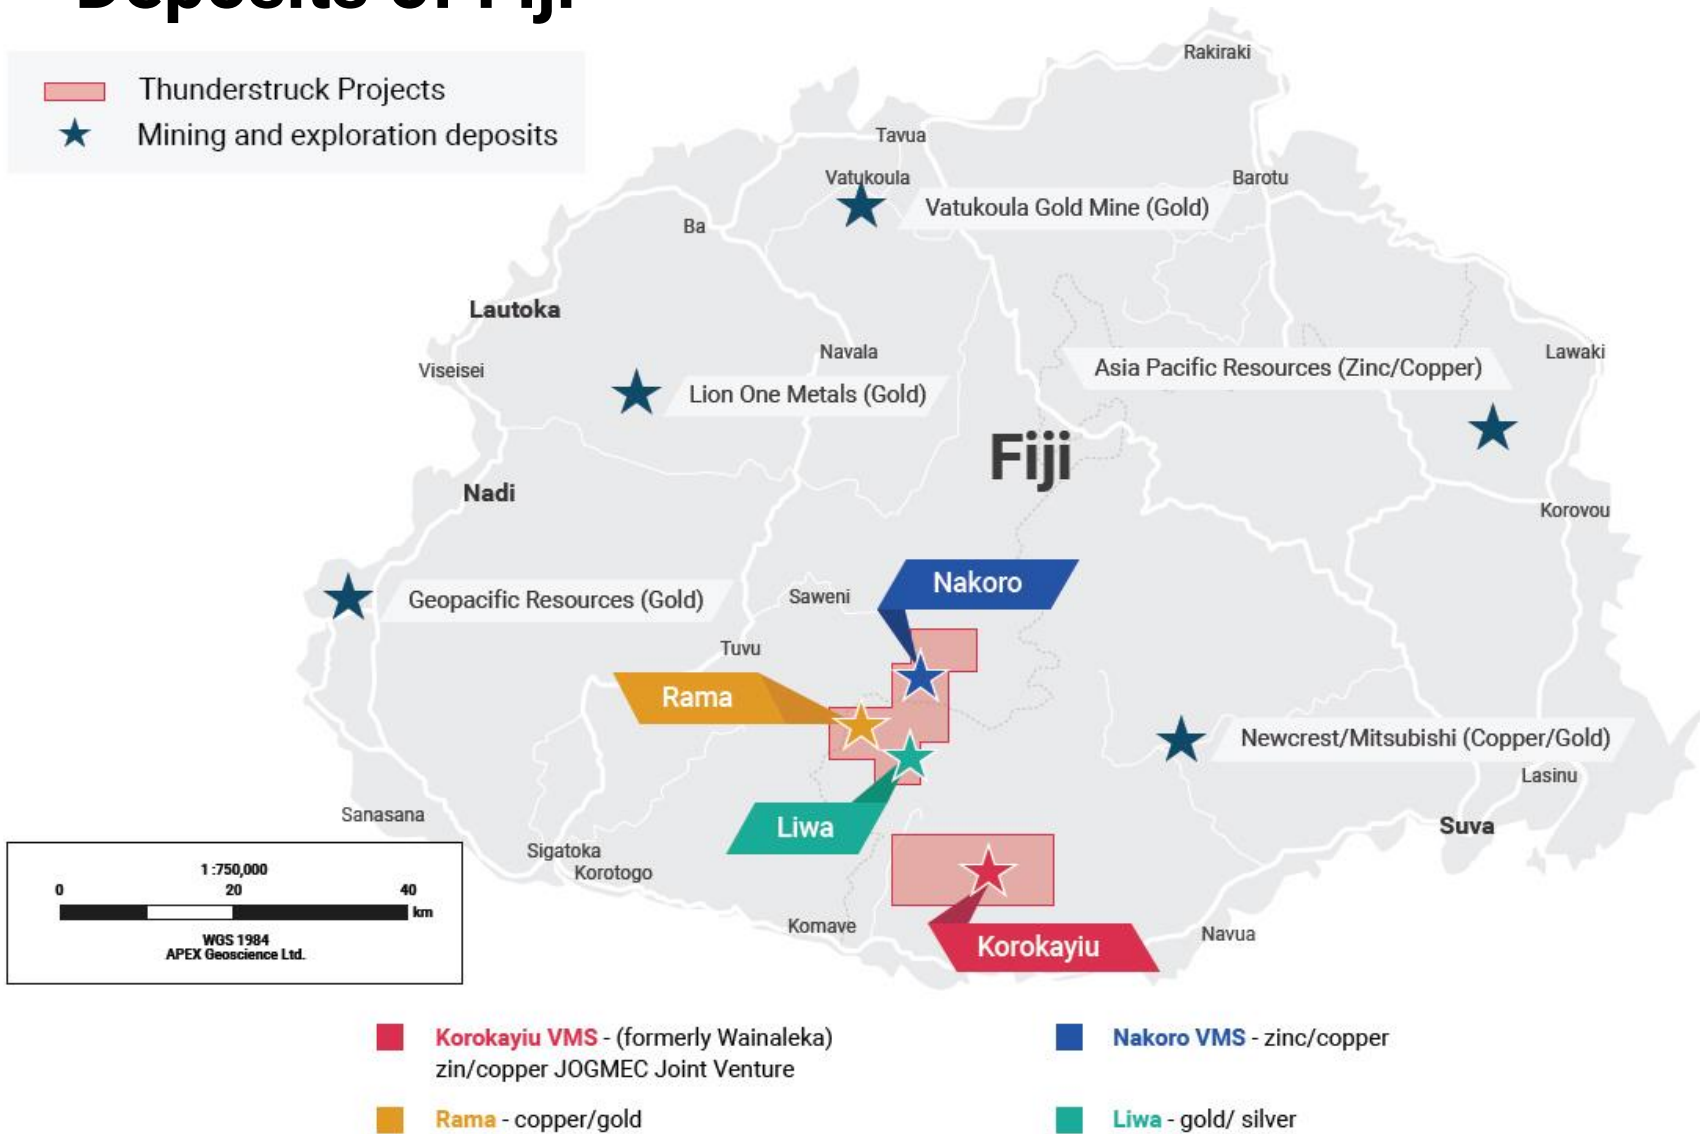 Deposits of Fiji
Thunderstruck Projects
Mining and exploration deposits
Rakiraki
Tavua
Vatukoula
Barotu
Vatukoula Gold Mine (Gold)
Ba
Lautoka
Navala
Lawaki
Viseisei
Asia Pacific Resources (Zinc/Copper)
Lion One Metals (Gold)
Fiji
Nadi
Korovou
Nakoro
Saweni
Geopacific Resources (Gold)
Tuvu
Rama
Newcrest/Mitsubishi (Copper/Gold)
Lasinu
Sanasana
Liwa
Suva
Sigatoka
Korotogo
1 :750,000
0 20 40
km
WGS 1984
APEX Geoscience Ltd.
Komave
Navua
Korokayiu
Korokayiu VMS - (formerly Wainaleka)
zin/copper JOGMEC Joint Venture
Nakoro VMS - zinc/copper
Rama - copper/gold
Liwa - gold/ silver